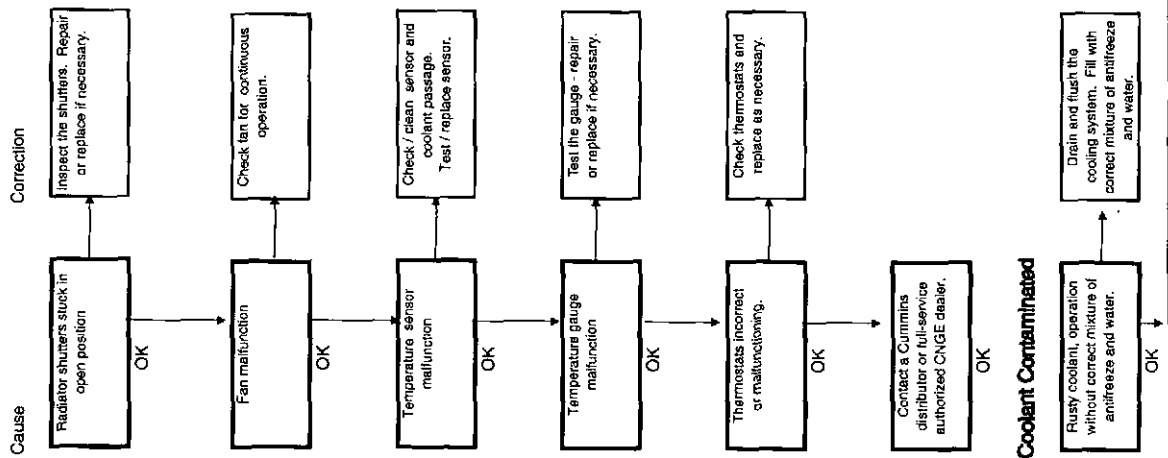 Cause
Correction
Radiator shutters stuck in
open position
OK
Inspect the shutters. Repair
or replace if necessary.
Fan malfunction
OK
Check fan for continuous
operation.
Temperature sensor
malfunction
OK
Check / clean sensor and
coolant passage.
Test / replace sensor.
Temperature gauge
malfunction
OK
Test the gauge - repair
or replace if necessary.
Thermostats incorrect
or malfunctioning.
OK
Check thermostats and
replace as necessary.
Contact a Cummins
distributor or full-service
authorized CNGE dealer.
OK
Coolant Contaminated
Rusty coolant, operation
without correct mixture of
antifreeze and water.
OK
Drain and flush the
cooling system. Fill with
correct mixture of antifreeze
and water.